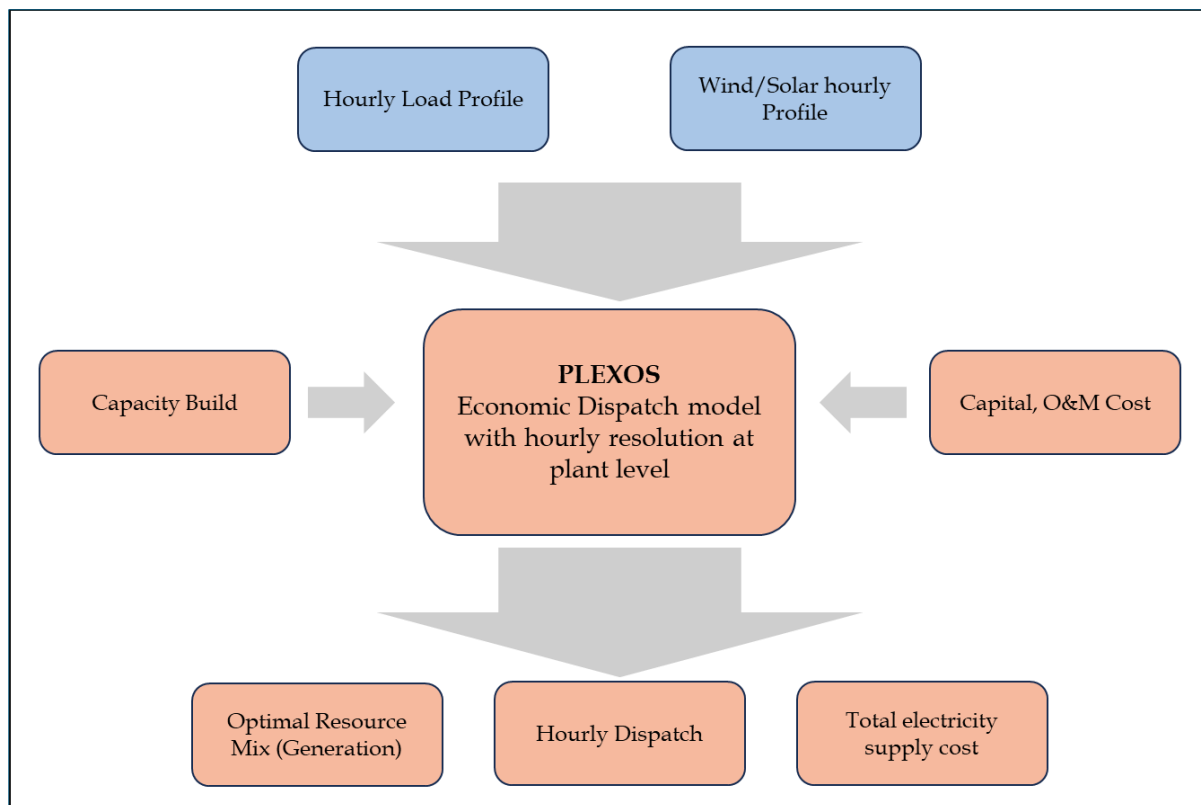 Hourly Load Profile
Wind/Solar hourly
Profile
Capacity Build
PLEXOS
Economic Dispatch model
with hourly resolution at
plant level
Capital, O&M Cost
Optimal Resource
Mix (Generation)
Hourly Dispatch
Total electricity
supply cost